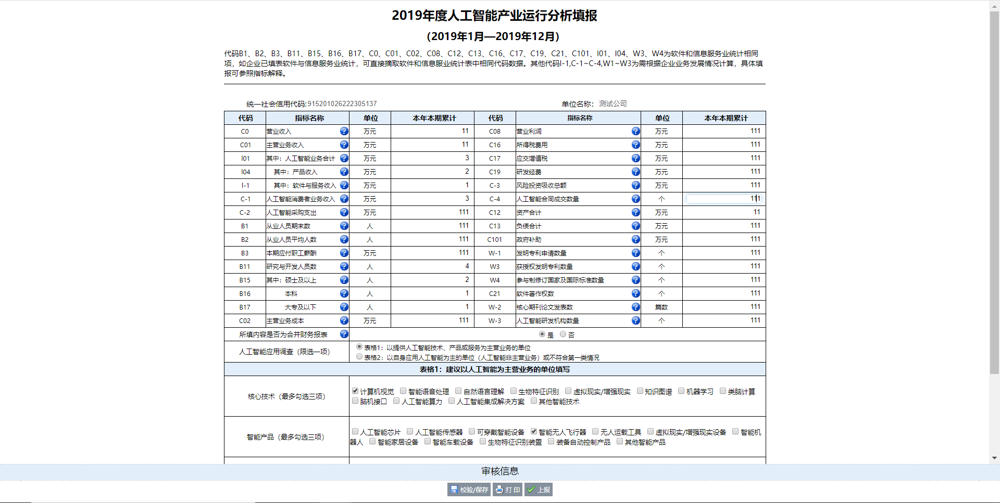 2019年度人工智能产业运行分析填报
（2019年1月—2019年12月）
代码B1、B2、B3、B11、B15、B16、B17、C0、C01、C02、C08、C12、C13、C16、C17、C19、C21、C101、I01、I04、W3、W4为软件和信息服务业统计相同
项，如企业已填表软件与信息服务业统计，可直接摘取软件和信息服业统计表中相同代码数据。其他代码I-1,C-1~C-4,W1~W3为需根据企业业务发展情况计算，具体填
报可参照指标解释。
统一社会信用代码:915201026222305137 单位名称： 测试公司
代码 指标名称 单位 本年本期累计 代码 指标名称 单位 本年本期累计
C0 营业收入 万元 11 C08 营业利润 万元 111
C01 主营业务收入 万元 11 C16 所得税费用 万元 111
I01 其中：人工智能业务合计 万元 3 C17 应交增值税 万元 111
I04 其中：产品收入 万元 2 C19 研发经费 万元 111
I-1 其中：软件与服务收入 万元 1 C-3 风险投资吸收总额 万元 111
C-1 人工智能消费者业务收入 万元 3 C-4 人工智能合同成交数量 个 111
C-2 人工智能采购支出 万元 111 C12 资产合计 万元 11
B1 从业人员期末数 人 111 C13 负债合计 万元 111
B2 从业人员平均人数 人 111 C101 政府补助 万元 111
B3 本期应付职工薪酬 万元 111 W-1 发明专利申请数量 个 111
B11 研究与开发人员数 人 4 W3 获授权发明专利数量 个 111
B15 其中：硕士及以上 人 2 W4 参与制修订国家及国际标准数量 个 111
B16 本科 人 1 C21 软件著作权数 个 111
B17 大专及以下 人 1 W-2 核心期刊论文发表数 篇数 111
C02 主营业务成本 万元 111 W-3 人工智能研发机构数量 个 111
所填内容是否为合并财务报表 是 否
人工智能应用调查（限选一项） 表格1：以提供人工智能技术、产品或服务为主营业务的单位
表格2：以自身应用人工智能为主的单位（人工智能非主营业务）或不符合第一类情况
表格1：建议以人工智能为主营业务的单位填写
核心技术（最多勾选三项） 计算机视觉 智能语音处理 自然语言理解 生物特征识别 虚拟现实/增强现实 知识图谱 机器学习 类脑计算
脑机接口 人工智能算力 人工智能集成解决方案 其他智能技术
智能产品（最多勾选三项） 人工智能芯片 人工智能传感器 可穿戴智能设备 智能无人飞行器 无人运载工具 虚拟现实/增强现实设备 智能机
器人 智能家居设备 智能车载设备 生物特征识别装置 装备自动控制产品 其他智能产品
审核信息
校验/保存 打 印 上报